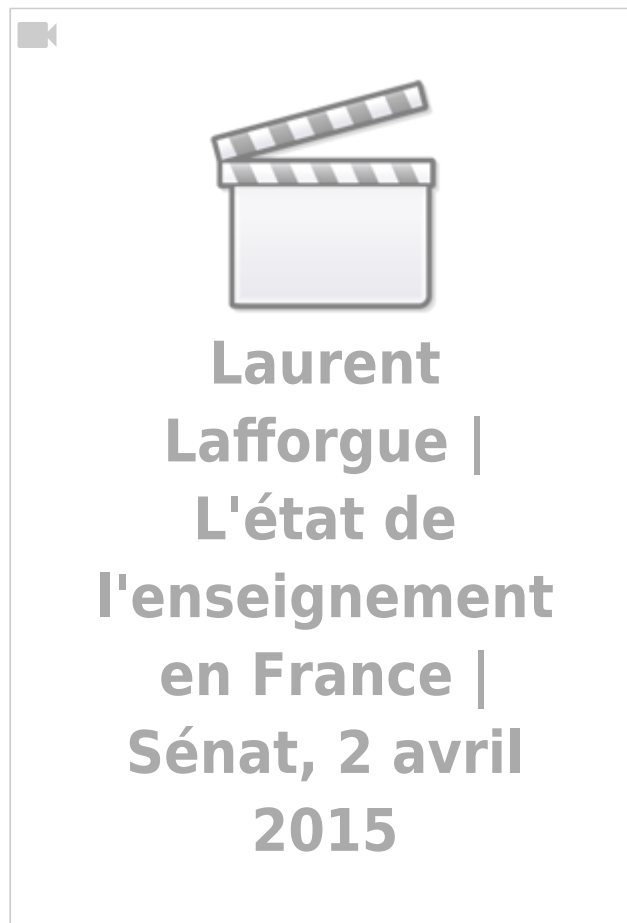 Laurent
Lafforgue |
L'état de
l'enseignement
en France |
Sénat, 2 avril
2015